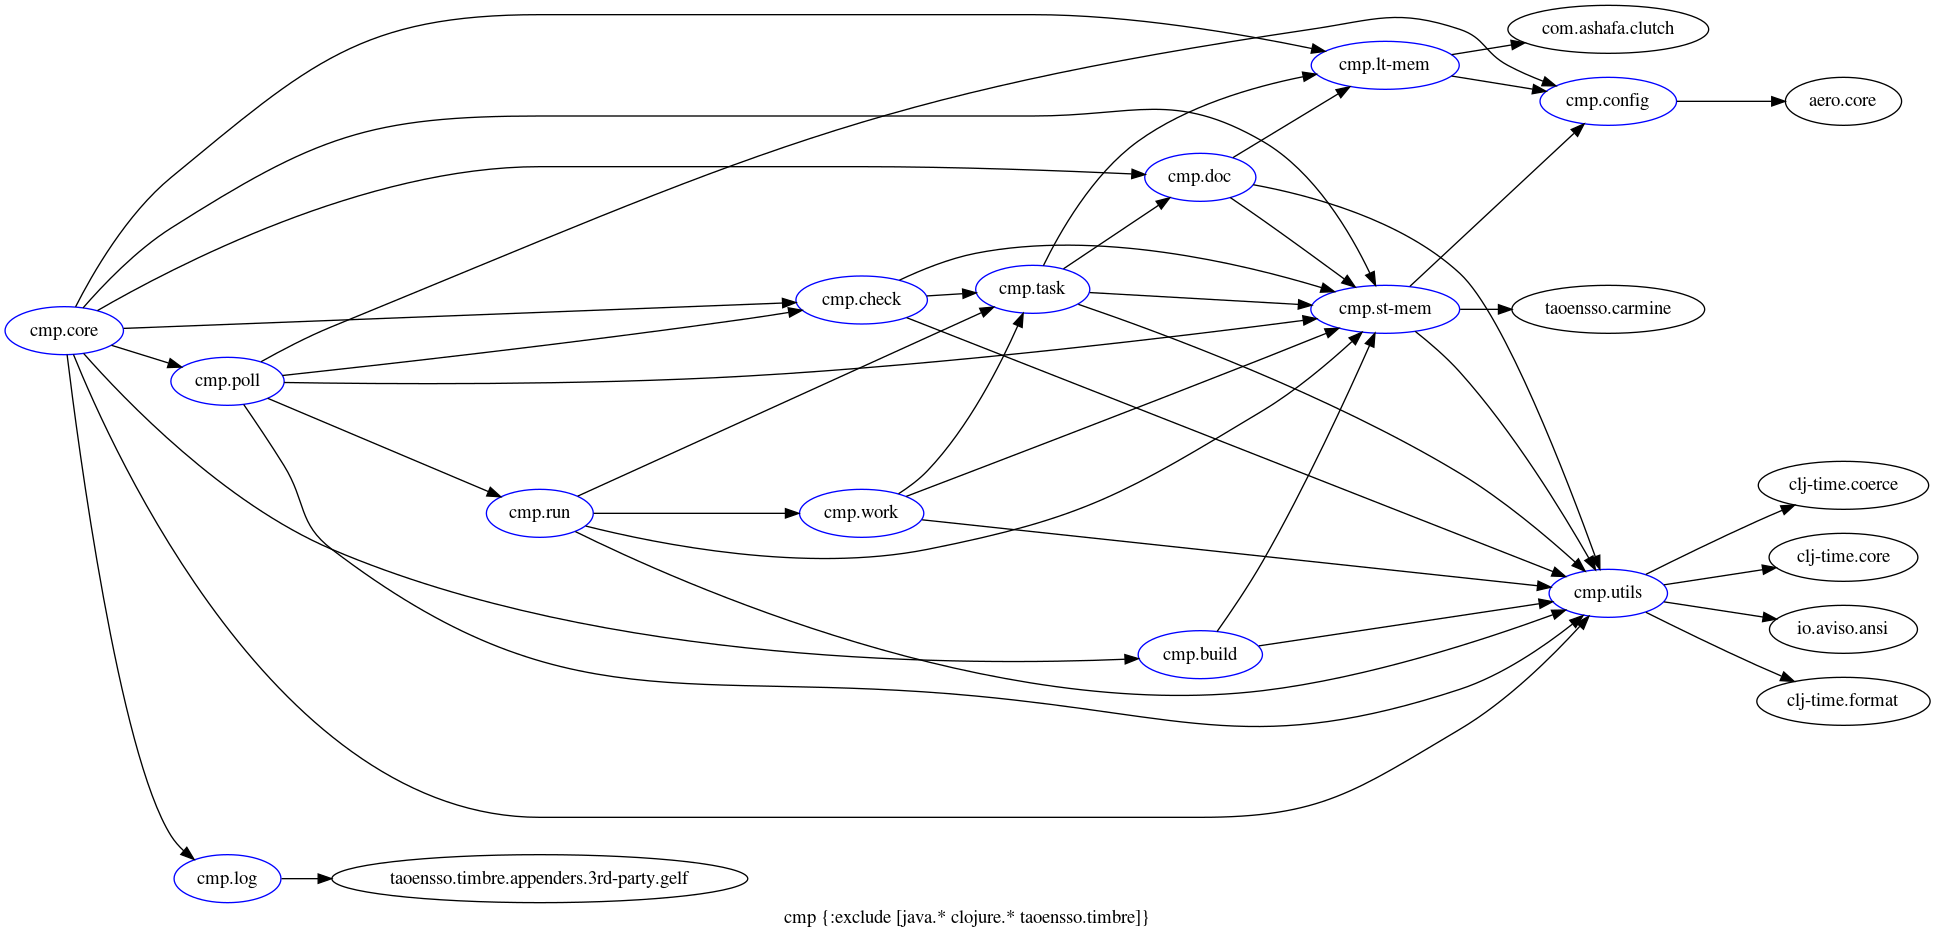 com.ashafa.clutch
cmp.lt-mem
cmp.config
aero.core
cmp.doc
cmp.task
cmp.check
cmp.st-mem
taoensso.carmine
cmp.core
cmp.poll
clj-time.coerce
cmp.run
cmp.work
clj-time.core
cmp.utils
io.aviso.ansi
cmp.build
clj-time.format
cmp.log
taoensso.timbre.appenders.3rd-party.gelf
cmp {:exclude [java.* clojure.* taoensso.timbre]}